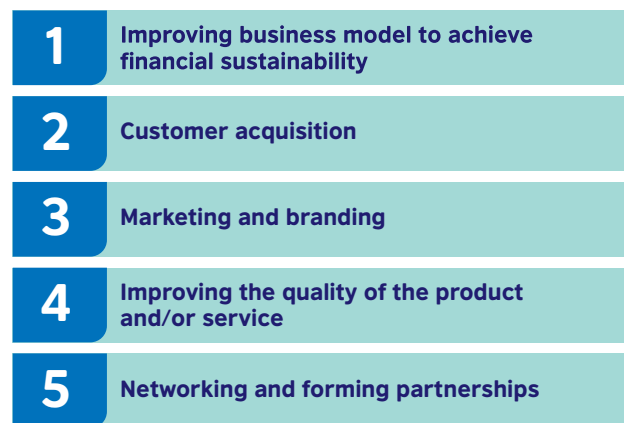 1
Improving business model to achieve
financial sustainability
2
Customer acquisition
3
Marketing and branding
4
Improving the quality of the product
and/or service
5
Networking and forming partnerships